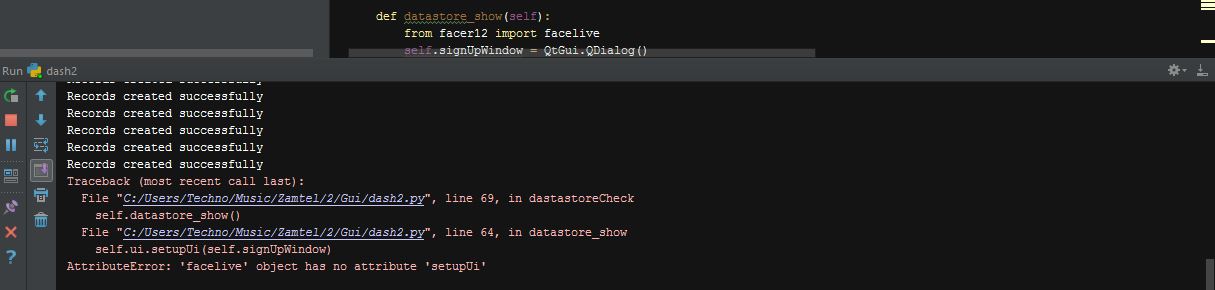 def datastore_show(self):
from facer12 import facelive
self.signUpWindow = QtGui.QDialog()
Run dash2
Records created successfully
Records created successfully
Records created successfully
Records created successfully
Records created successfully
Records created successfully
Traceback (most recent call last):
File "C:/Users/Techno/Music/Zamtel/2/Gui/dash2.py", line 69, in dastastoreCheck
self.datastore_show()
File "C:/Users/Techno/Music/Zamtel/2/Gui/dash2.py", line 64, in datastore_show
self.ui.setupUi(self.signUpWindow)
AttributeError: 'facelive' object has no attribute 'setupUi'